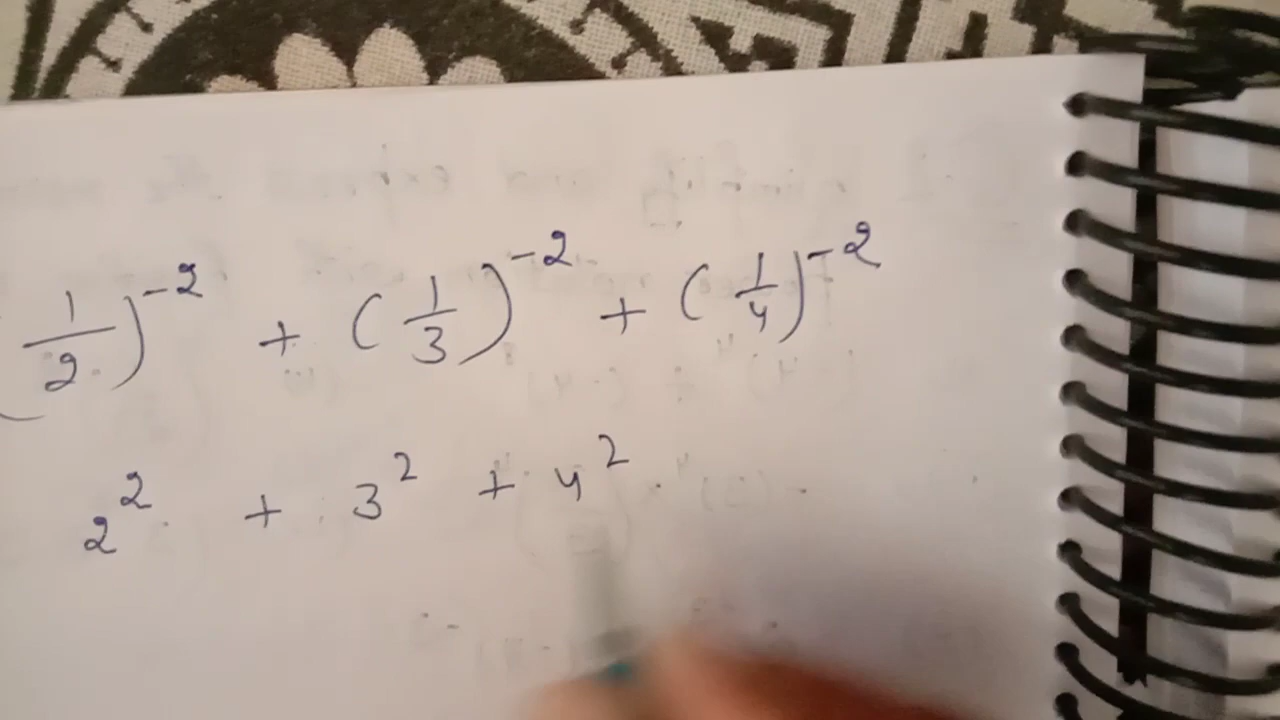 (1/2)^-2 + (1/3)^-2 + (1/4)^-2
2^2 + 3^2 + 4^2